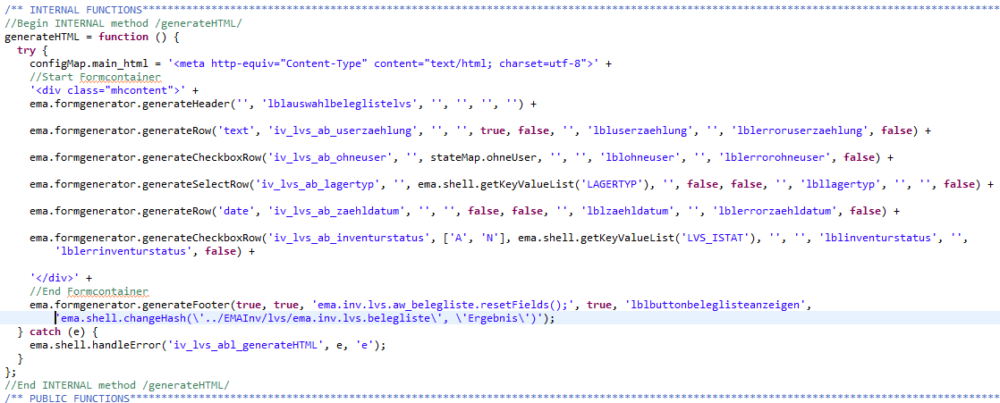 /** INTERNAL FUNCTIONS******************************************************************************************************************************************
//Begin INTERNAL method /generateHTML/
generateHTML = function () {
try {
configMap.main_html = '<meta http-equiv="Content-Type" content="text/html; charset=utf-8">' +
//Start Formcontainer
'<div class="mhcontent">' +
ema.formgenerator.generateHeader('', 'lblauswahlbeleglistelvs', '', '', '', '') +
ema.formgenerator.generateRow('text', 'iv_lvs_ab_userzaehlung', '', '', true, false, '', 'lbluserzaehlung', '', 'lblerroruserzaehlung', false) +
ema.formgenerator.generateCheckboxRow('iv_lvs_ab_ohneuser', '', stateMap.ohneUser, '', '', 'lblohneuser', '', 'lblerrorohneuser', false) +
ema.formgenerator.generateSelectRow('iv_lvs_ab_lagertyp', '', ema.shell.getKeyValueList('LAGERTYP'), '', false, false, '', 'lbllagertyp', '', '', false) +
ema.formgenerator.generateRow('date', 'iv_lvs_ab_zaehldatum', '', '', false, false, '', 'lblzaehldatum', '', 'lblerrorzaehldatum', false) +
ema.formgenerator.generateCheckboxRow('iv_lvs_ab_inventurstatus', ['A', 'N'], ema.shell.getKeyValueList('LVS_ISTAT'), '', '', 'lblinventurstatus', '',
'lblerrinventurstatus', false) +
'</div>' +
//End Formcontainer
ema.formgenerator.generateFooter(true, true, 'ema.inv.lvs.aw_belegliste.resetFields();', true, 'lblbuttonbeleglisteanzeigen',
'ema.shell.changeHash(\'../EMAInv/lvs/ema.inv.lvs.belegliste\', \'Ergebnis\')');
} catch (e) {
ema.shell.handleError('iv_lvs_abl_generateHTML', e, 'e');
}
};
//End INTERNAL method /generateHTML/
/** PUBLIC FUNCTIONS********************************************************************************************************************************************